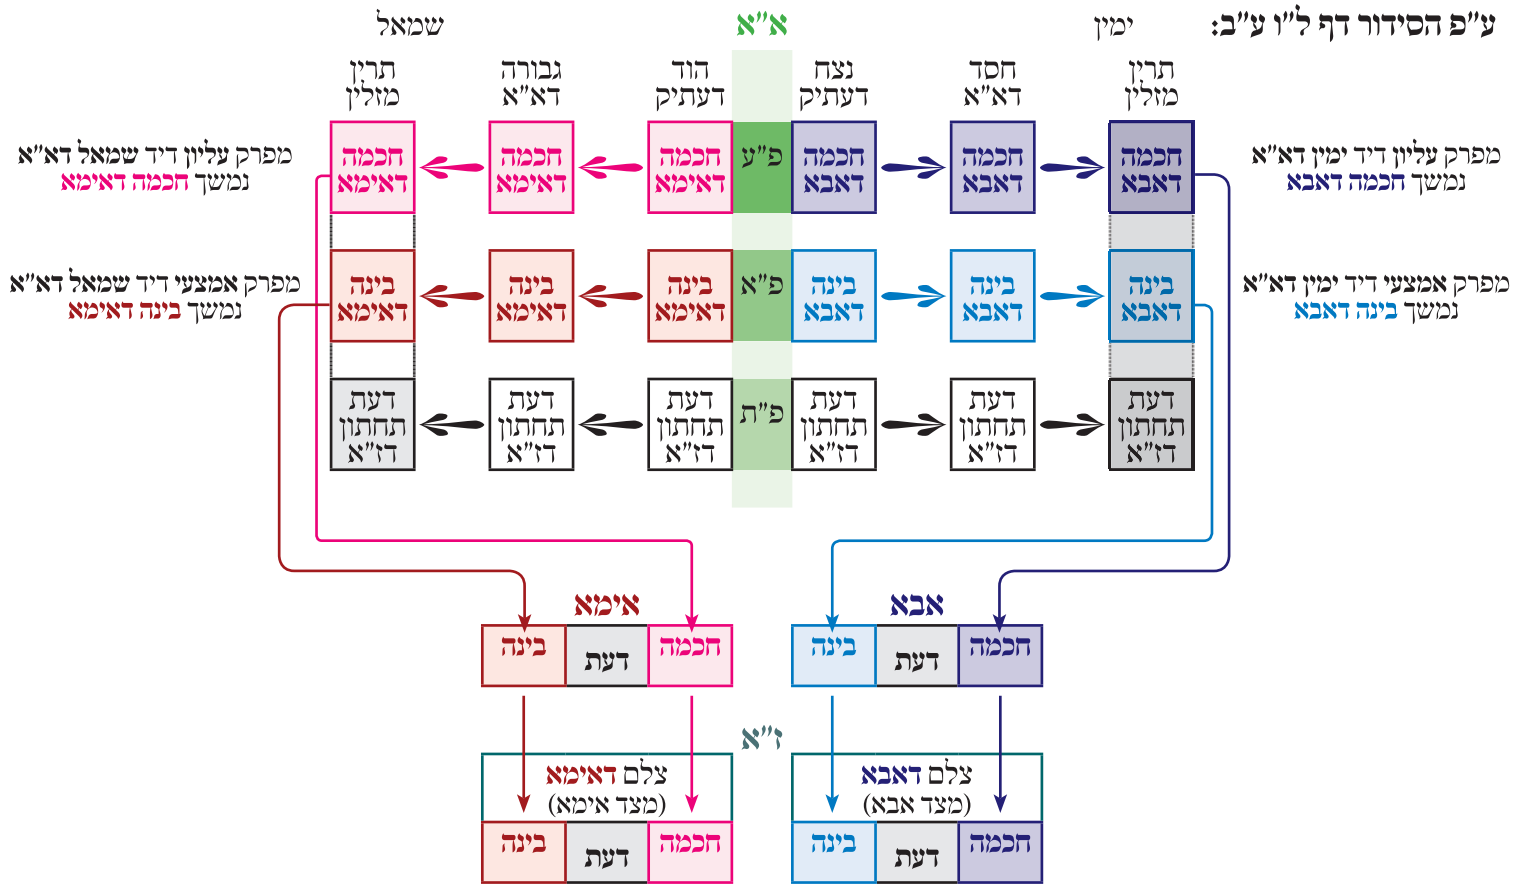 ע״פ הסידור דף ל״ו ע״ב:
ימין
א״א
שמאל
תרין
מזלין
חסד
דא״א
נצח
דעתיק
הוד
דעתיק
גבורה
דא״א
תרין
מזלין
מפרק עליון דיד ימין דא״א
נמשך חכמה דאבא
חכמה
דאבא
חכמה
דאבא
חכמה
דאבא
פ״ע
חכמה
דאימא
חכמה
דאימא
חכמה
דאימא
מפרק עליון דיד שמאל דא״א
נמשך חכמה דאימא
מפרק אמצעי דיד ימין דא״א
נמשך בינה דאבא
בינה
דאבא
בינה
דאבא
בינה
דאבא
פ״א
בינה
דאימא
בינה
דאימא
בינה
דאימא
מפרק אמצעי דיד שמאל דא״א
נמשך בינה דאימא
דעת
תחתון
דז״א
דעת
תחתון
דז״א
דעת
תחתון
דז״א
פ״ת
דעת
תחתון
דז״א
דעת
תחתון
דז״א
דעת
תחתון
דז״א
אבא
חכמה
דעת
בינה
אימא
חכמה
דעת
בינה
ז״א
צלם דאבא
(מצד אבא)
חכמה
דעת
בינה
צלם דאימא
(מצד אימא)
חכמה
דעת
בינה